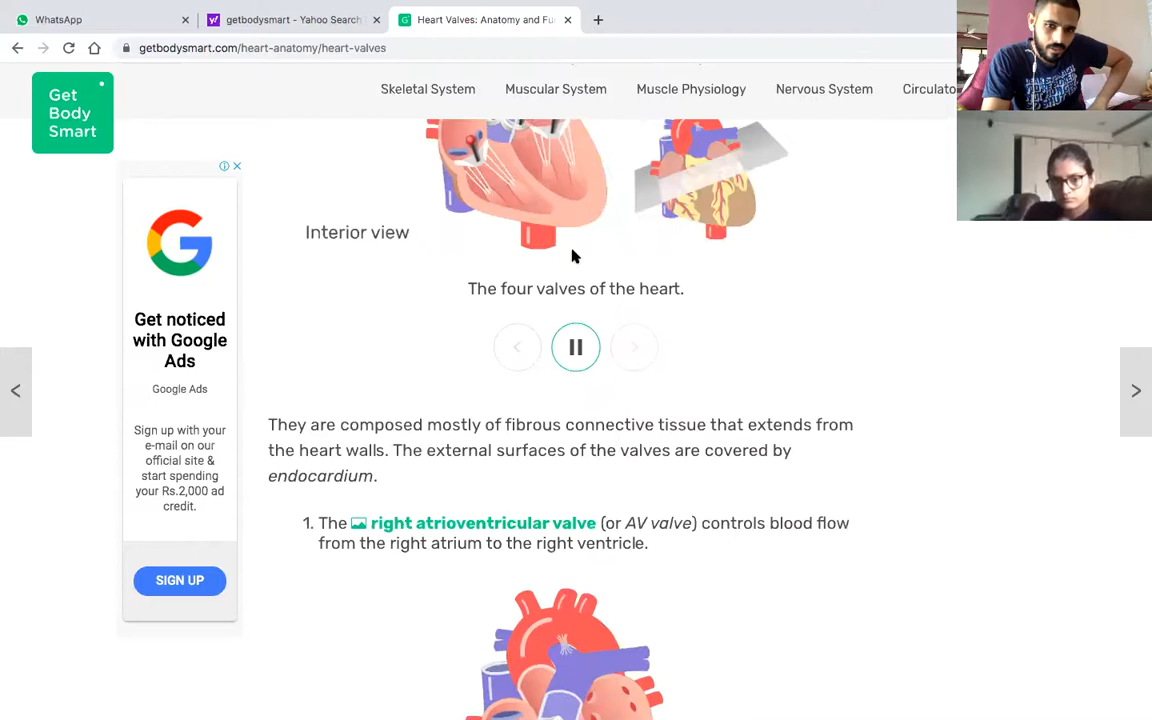 WhatsApp
getbodysmart - Yahoo Search
Heart Valves: Anatomy and Fu
getbodysmart.com/heart-anatomy/heart-valves
Get
Body
Smart
Skeletal System
Muscular System
Muscle Physiology
Nervous System
Circulato
Interior view
The four valves of the heart.
Get noticed
with Google
Ads
Google Ads
Sign up with your
e-mail on our
official site &
start spending
your Rs.2,000 ad
credit.
SIGN UP
They are composed mostly of fibrous connective tissue that extends from
the heart walls. The external surfaces of the valves are covered by
endocardium.
1. The right atrioventricular valve (or AV valve) controls blood flow
from the right atrium to the right ventricle.